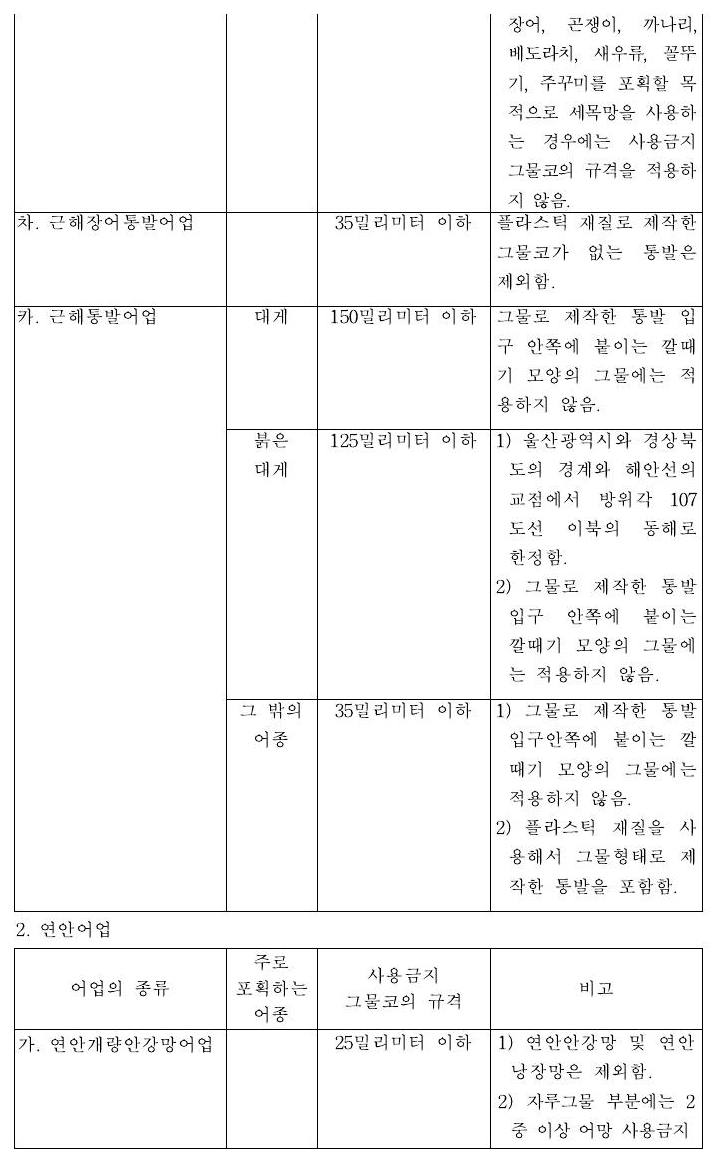 장어, 곤쟁이, 까나리,
베도라치, 새우류, 꼴뚜
기, 주꾸미를 포획할 목
적으로 세목망을 사용하
는 경우에는 사용금지
그물코의 규격을 적용하
지 않음.
차. 근해장어통발어업
35밀리미터 이하
플라스틱 재질로 제작한
그물코가 없는 통발은
제외함.
카. 근해통발어업
대게
150밀리미터 이하
그물로 제작한 통발 입
구 안쪽에 붙이는 깔때
기 모양의 그물에는 적
용하지 않음.
붉은
대게
125밀리미터 이하
1) 울산광역시와 경상북
도의 경계와 해안선의
교점에서 방위각 107
도선 이북의 동해로
한정함.
2) 그물로 제작한 통발
입구 안쪽에 붙이는
깔때기 모양의 그물에
는 적용하지 않음.
그 밖의
어종
35밀리미터 이하
1) 그물로 제작한 통발
입구안쪽에 붙이는 깔
때기 모양의 그물에는
적용하지 않음.
2) 플라스틱 재질을 사
용해서 그물형태로 제
작한 통발을 포함함.
2. 연안어업
어업의 종류
주로
포획하는
어종
사용금지
그물코의 규격
비고
가. 연안개량안강망어업
25밀리미터 이하
1) 연안안강망 및 연안
낭장망은 제외함.
2) 자루그물 부분에는 2
중 이상 어망 사용금지